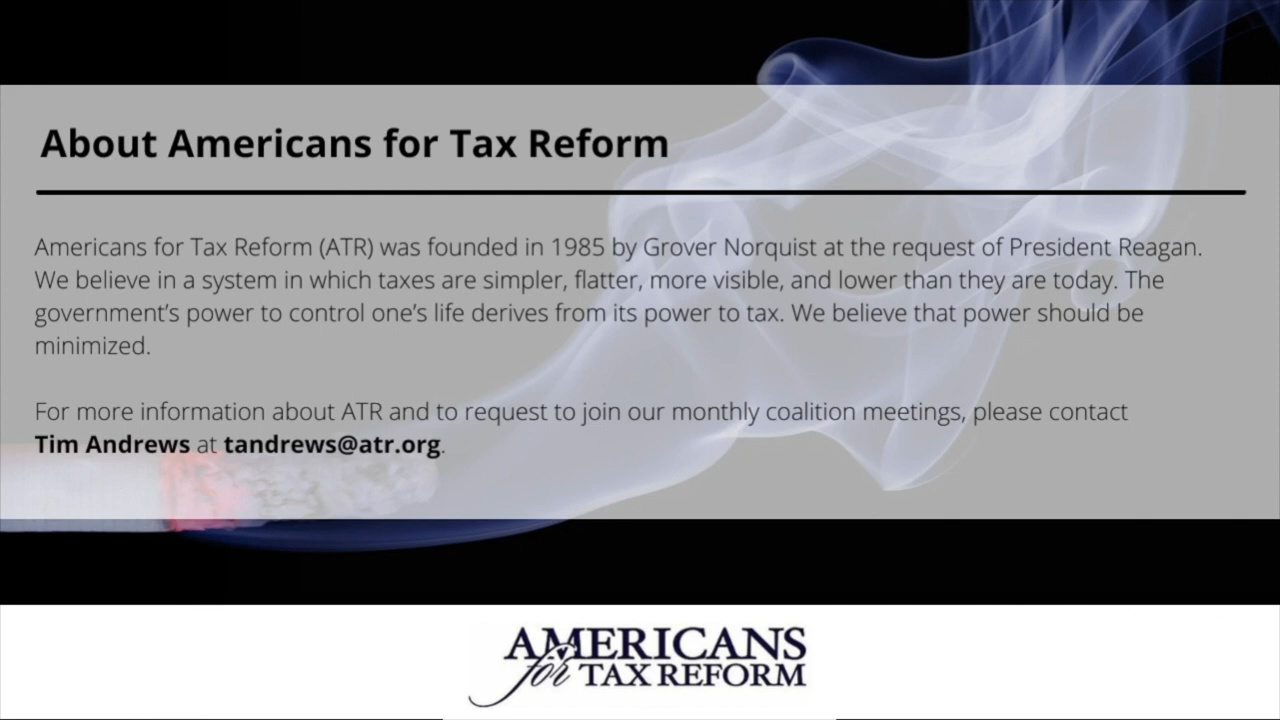 About Americans for Tax Reform
Americans for Tax Reform (ATR) was founded in 1985 by Grover Norquist at the request of President Reagan.
We believe in a system in which taxes are simpler, flatter, more visible, and lower than they are today. The
government’s power to control one’s life derives from its power to tax. We believe that power should be
minimized.
For more information about ATR and to request to join our monthly coalition meetings, please contact
Tim Andrews at tandrews@atr.org.
AMERICANS
for TAX REFORM